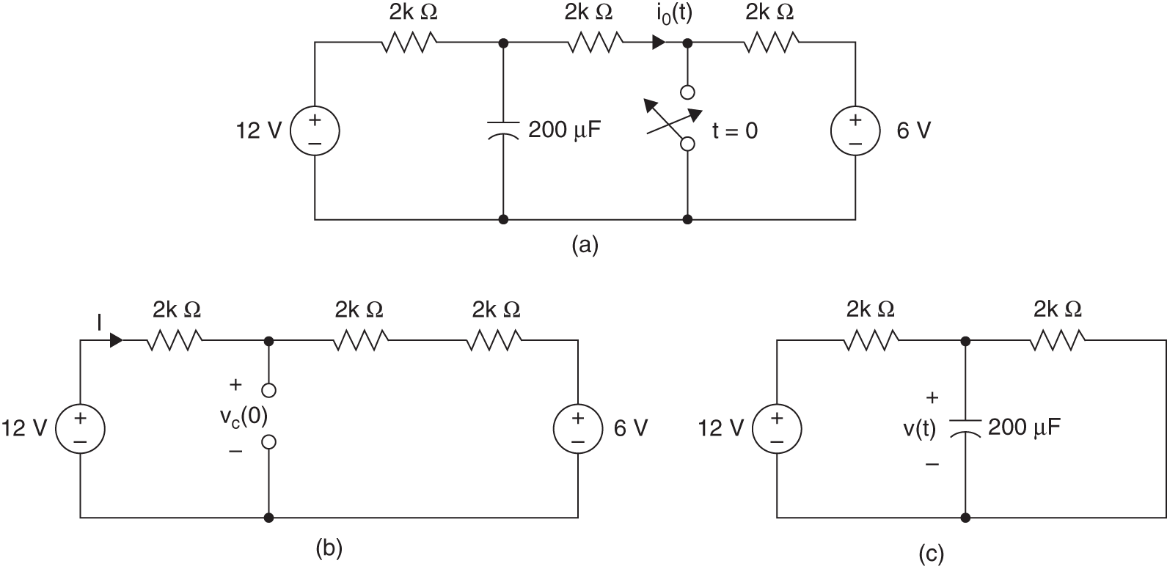 2k Ω 2k Ω i₀(t) 2k Ω
12 V + − 200 μF t = 0 + − 6 V
(a)
I 2k Ω 2k Ω 2k Ω
12 V + − + v꜀(0) − + − 6 V
(b)
2k Ω 2k Ω
12 V + − + v(t) − 200 μF
(c)